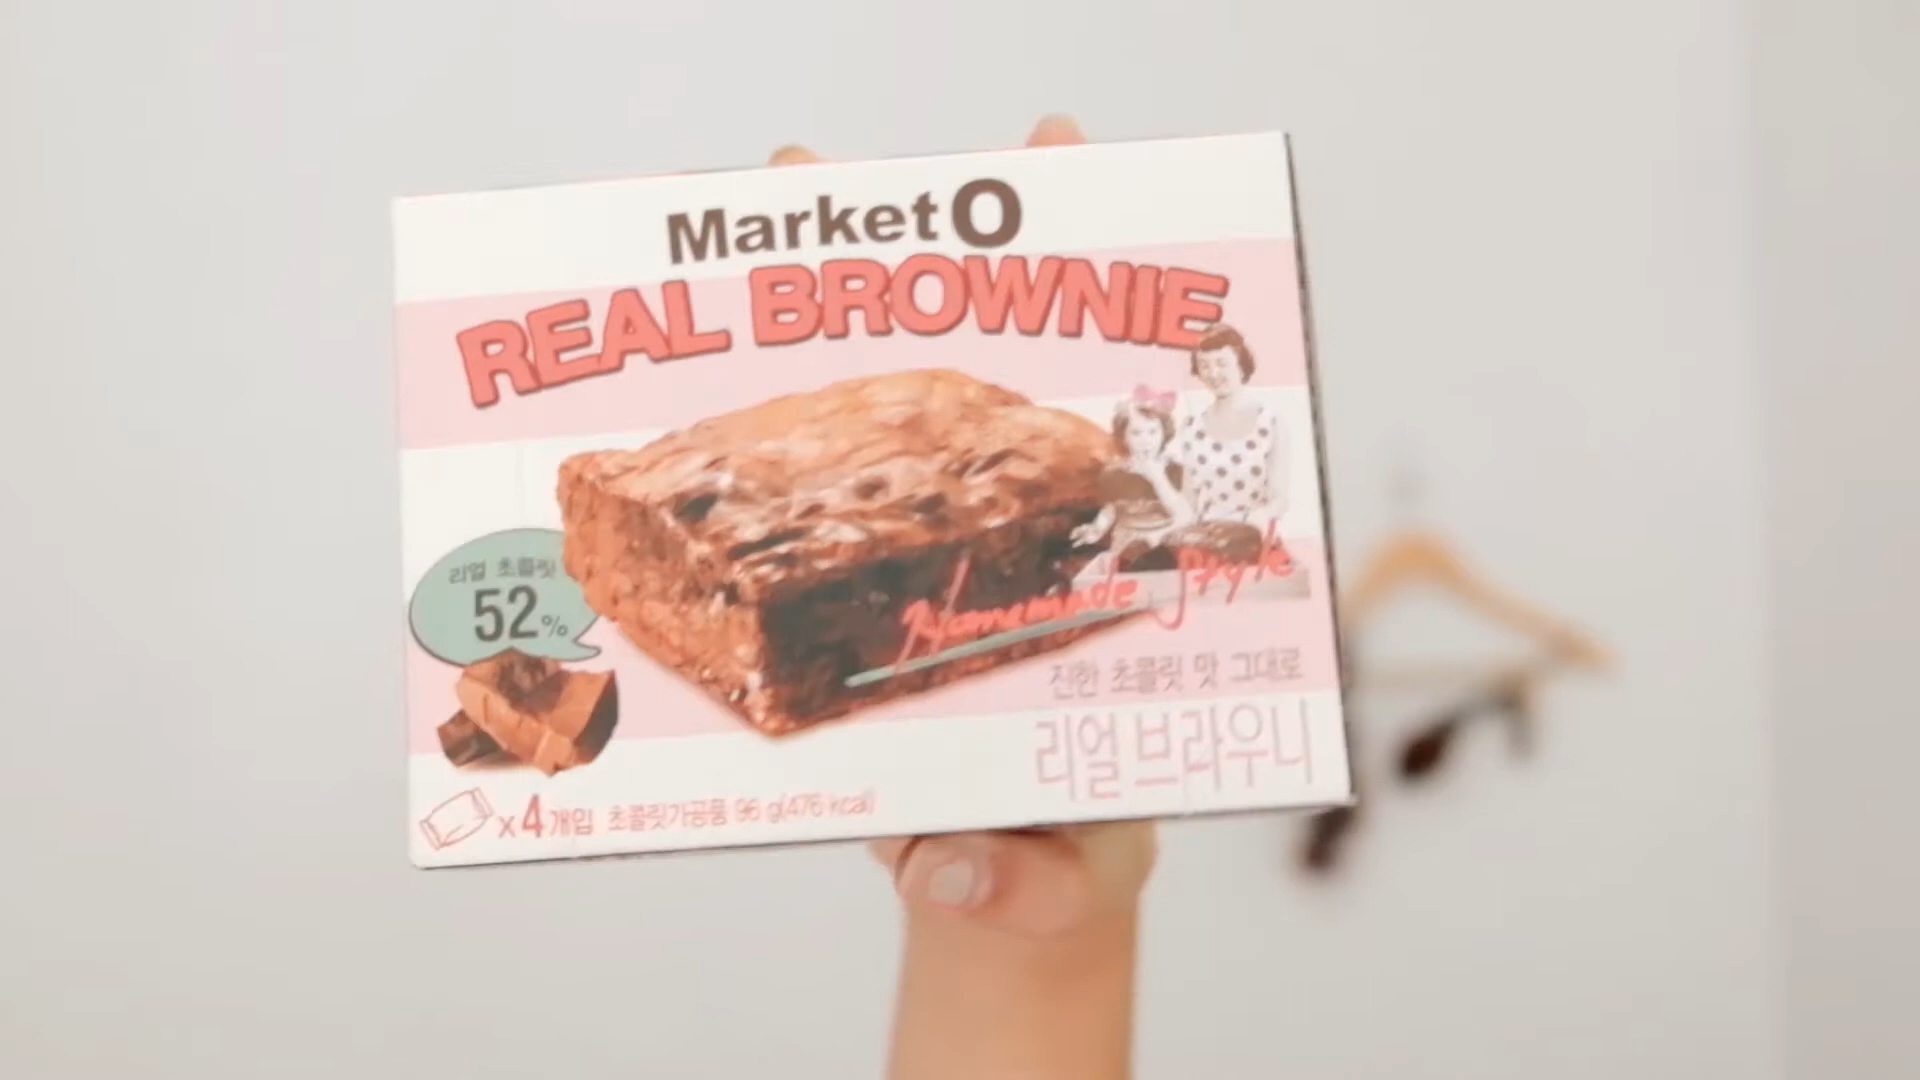 Market O
REAL BROWNIE
리얼 초콜릿
52%
Homemade Style
진한 초콜릿 맛 그대로
리얼브라우니
x4개입 초콜릿가공품 96 g(476 kcal)